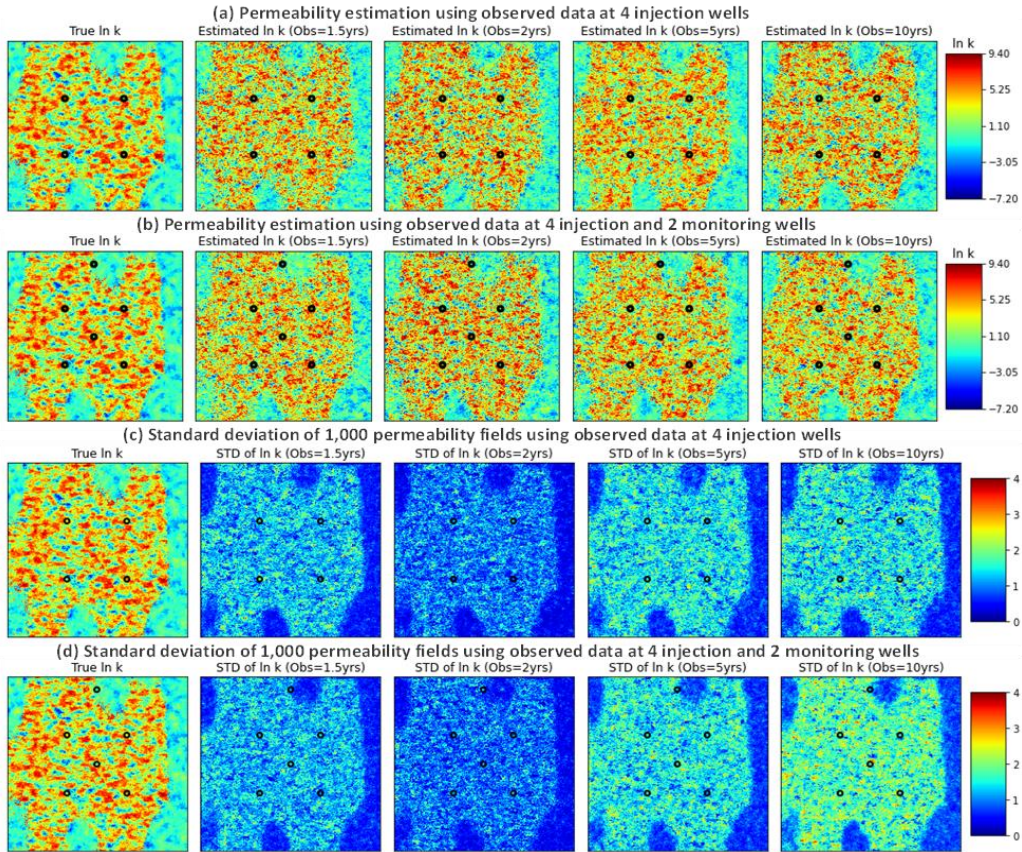 (a) Permeability estimation using observed data at 4 injection wells
True ln k Estimated ln k (Obs=1.5yrs) Estimated ln k (Obs=2yrs) Estimated ln k (Obs=5yrs) Estimated ln k (Obs=10yrs)
ln k
9.40
5.25
1.10
−3.05
−7.20
(b) Permeability estimation using observed data at 4 injection and 2 monitoring wells
True ln k Estimated ln k (Obs=1.5yrs) Estimated ln k (Obs=2yrs) Estimated ln k (Obs=5yrs) Estimated ln k (Obs=10yrs)
ln k
9.40
5.25
1.10
−3.05
−7.20
(c) Standard deviation of 1,000 permeability fields using observed data at 4 injection wells
True ln k STD of ln k (Obs=1.5yrs) STD of ln k (Obs=2yrs) STD of ln k (Obs=5yrs) STD of ln k (Obs=10yrs)
4
3
2
1
0
(d) Standard deviation of 1,000 permeability fields using observed data at 4 injection and 2 monitoring wells
True ln k STD of ln k (Obs=1.5yrs) STD of ln k (Obs=2yrs) STD of ln k (Obs=5yrs) STD of ln k (Obs=10yrs)
4
3
2
1
0